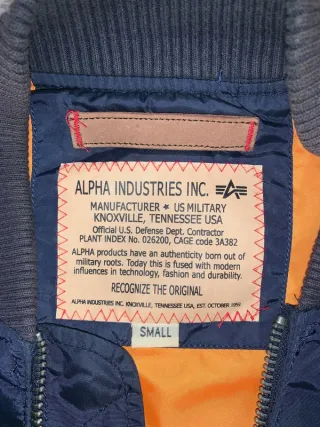 ALPHA INDUSTRIES INC.
MANUFACTURER ★ US MILITARY
KNOXVILLE, TENNESSEE USA
Official U.S. Defense Dept. Contractor
PLANT INDEX No. 026200, CAGE code 3A382
ALPHA products have an authenticity born out of
military roots. Today this is fused with modern
influences in technology, fashion and durability.
RECOGNIZE THE ORIGINAL
ALPHA INDUSTRIES INC. KNOXVILLE, TENNESSEE USA, EST. OCTOBER 1959
SMALL